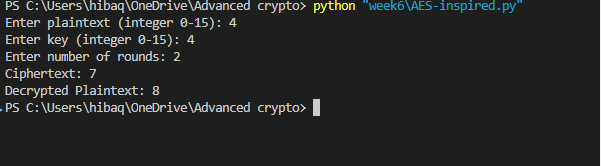 PS C:\Users\hibaq\OneDrive\Advanced crypto> python "week6\AES-inspired.py"
Enter plaintext (integer 0-15): 4
Enter key (integer 0-15): 4
Enter number of rounds: 2
Ciphertext: 7
Decrypted Plaintext: 8
PS C:\Users\hibaq\OneDrive\Advanced crypto>